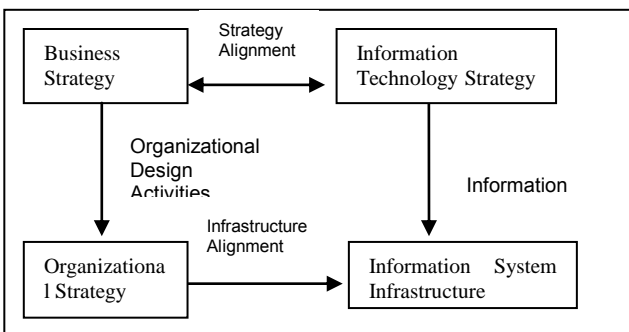 Strategy
Alignment
Business
Strategy
Information
Technology Strategy
Organizational
Design
Activities
Information
Infrastructure
Alignment
Organizationa
l Strategy
Information System
Infrastructure